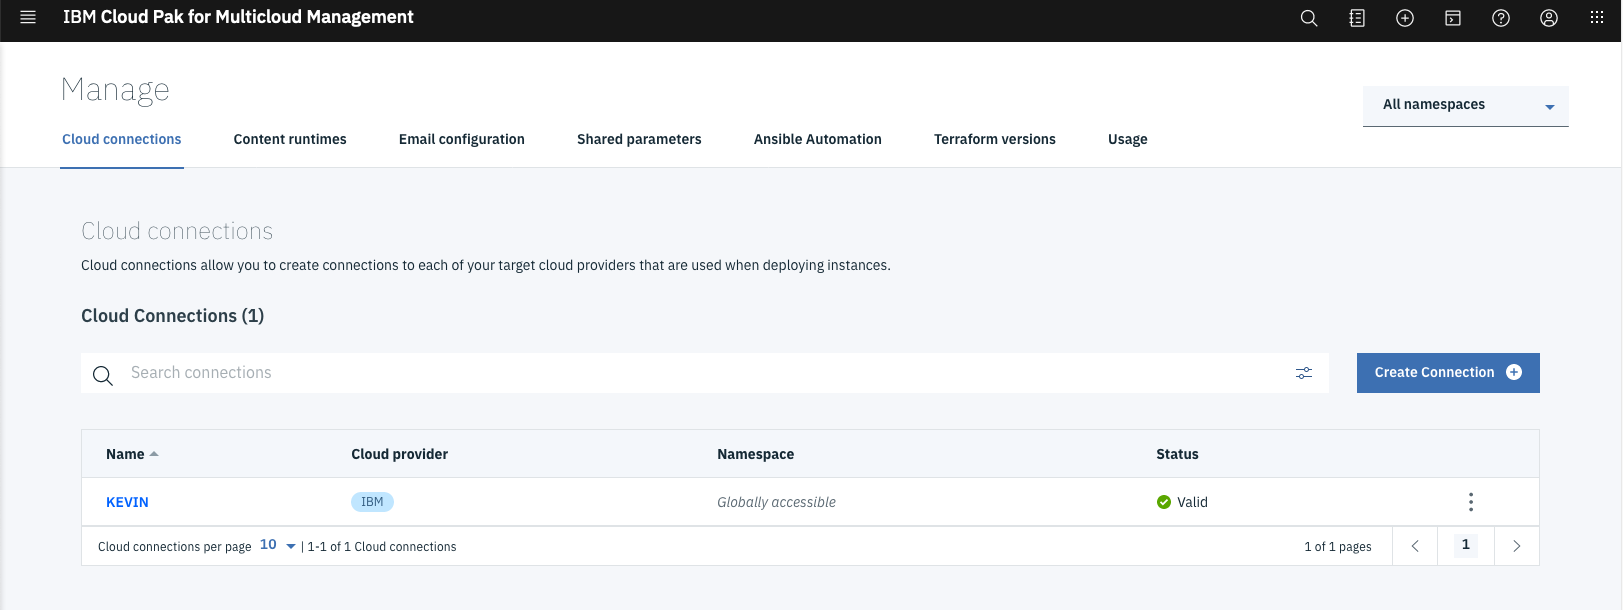 IBM Cloud Pak for Multicloud Management
Manage
All namespaces
Cloud connections Content runtimes Email configuration Shared parameters Ansible Automation Terraform versions Usage
Cloud connections
Cloud connections allow you to create connections to each of your target cloud providers that are used when deploying instances.
Cloud Connections (1)
Search connections Create Connection
Name Cloud provider Namespace Status
KEVIN IBM Globally accessible Valid
Cloud connections per page 10 | 1-1 of 1 Cloud connections 1 of 1 pages 1